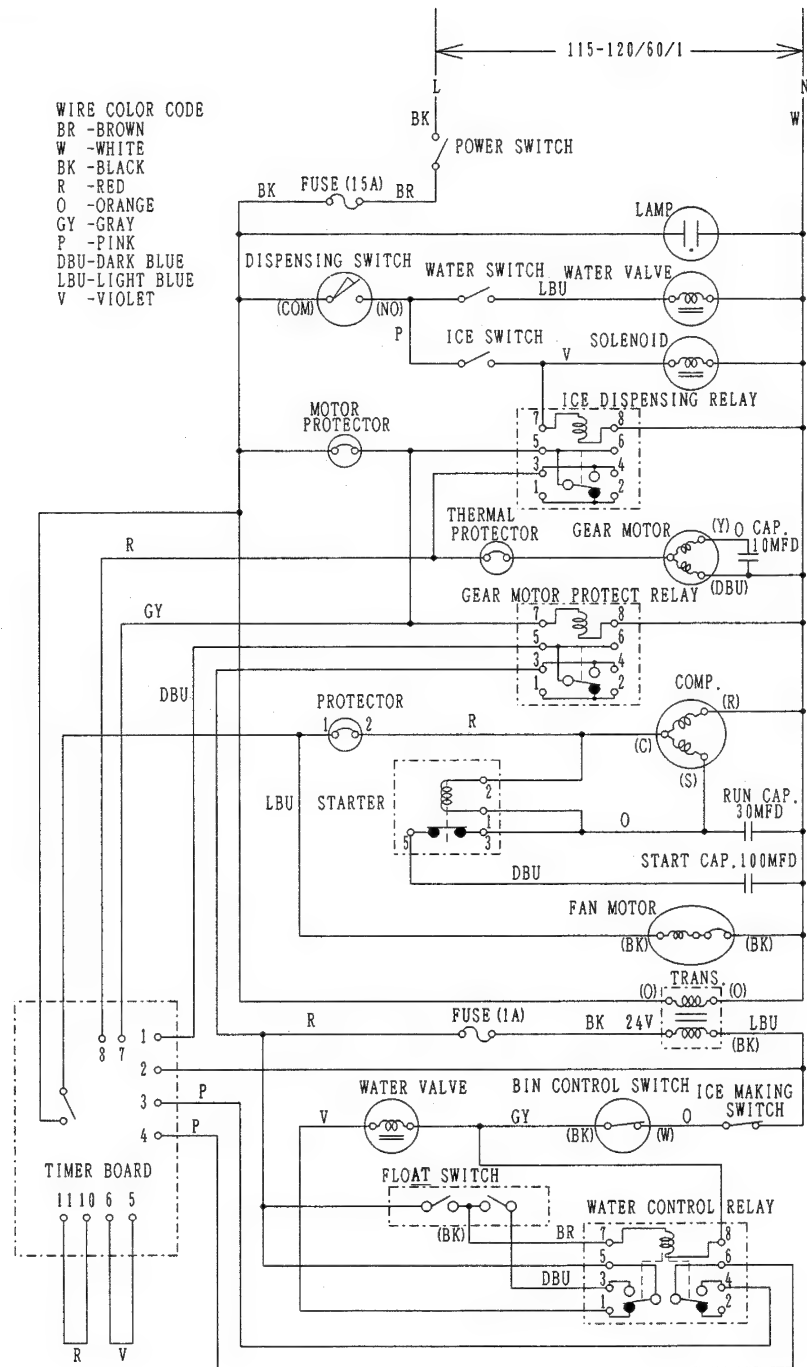 115-120/60/1
L
N
BK
W
WIRE COLOR CODE
BR -BROWN
W -WHITE
BK -BLACK
R -RED
O -ORANGE
GY -GRAY
P -PINK
DBU-DARK BLUE
LBU-LIGHT BLUE
V -VIOLET
POWER SWITCH
BK
FUSE (15A)
BR
LAMP
DISPENSING SWITCH
(COM)
(NO)
WATER SWITCH
LBU
WATER VALVE
P
ICE SWITCH
V
SOLENOID
ICE DISPENSING RELAY
7
8
5
6
3
4
1
2
MOTOR
PROTECTOR
R
THERMAL
PROTECTOR
GEAR MOTOR
(Y)
O
CAP.
10MFD
(DBU)
GY
GEAR MOTOR PROTECT RELAY
7
8
5
6
3
4
1
2
DBU
PROTECTOR
1
2
R
COMP.
(R)
(C)
(S)
LBU
STARTER
2
1
5
3
O
RUN CAP.
30MFD
DBU
START CAP.100MFD
FAN MOTOR
(BK)
(BK)
TRANS.
(O)
(O)
R
FUSE (1A)
BK
24V
LBU
(BK)
8
7
1
2
3
4
P
P
TIMER BOARD
11
10
6
5
R
V
V
WATER VALVE
GY
BIN CONTROL SWITCH
(BK)
(W)
O
ICE MAKING
SWITCH
FLOAT SWITCH
(BK)
BR
DBU
WATER CONTROL RELAY
7
8
5
6
3
4
1
2